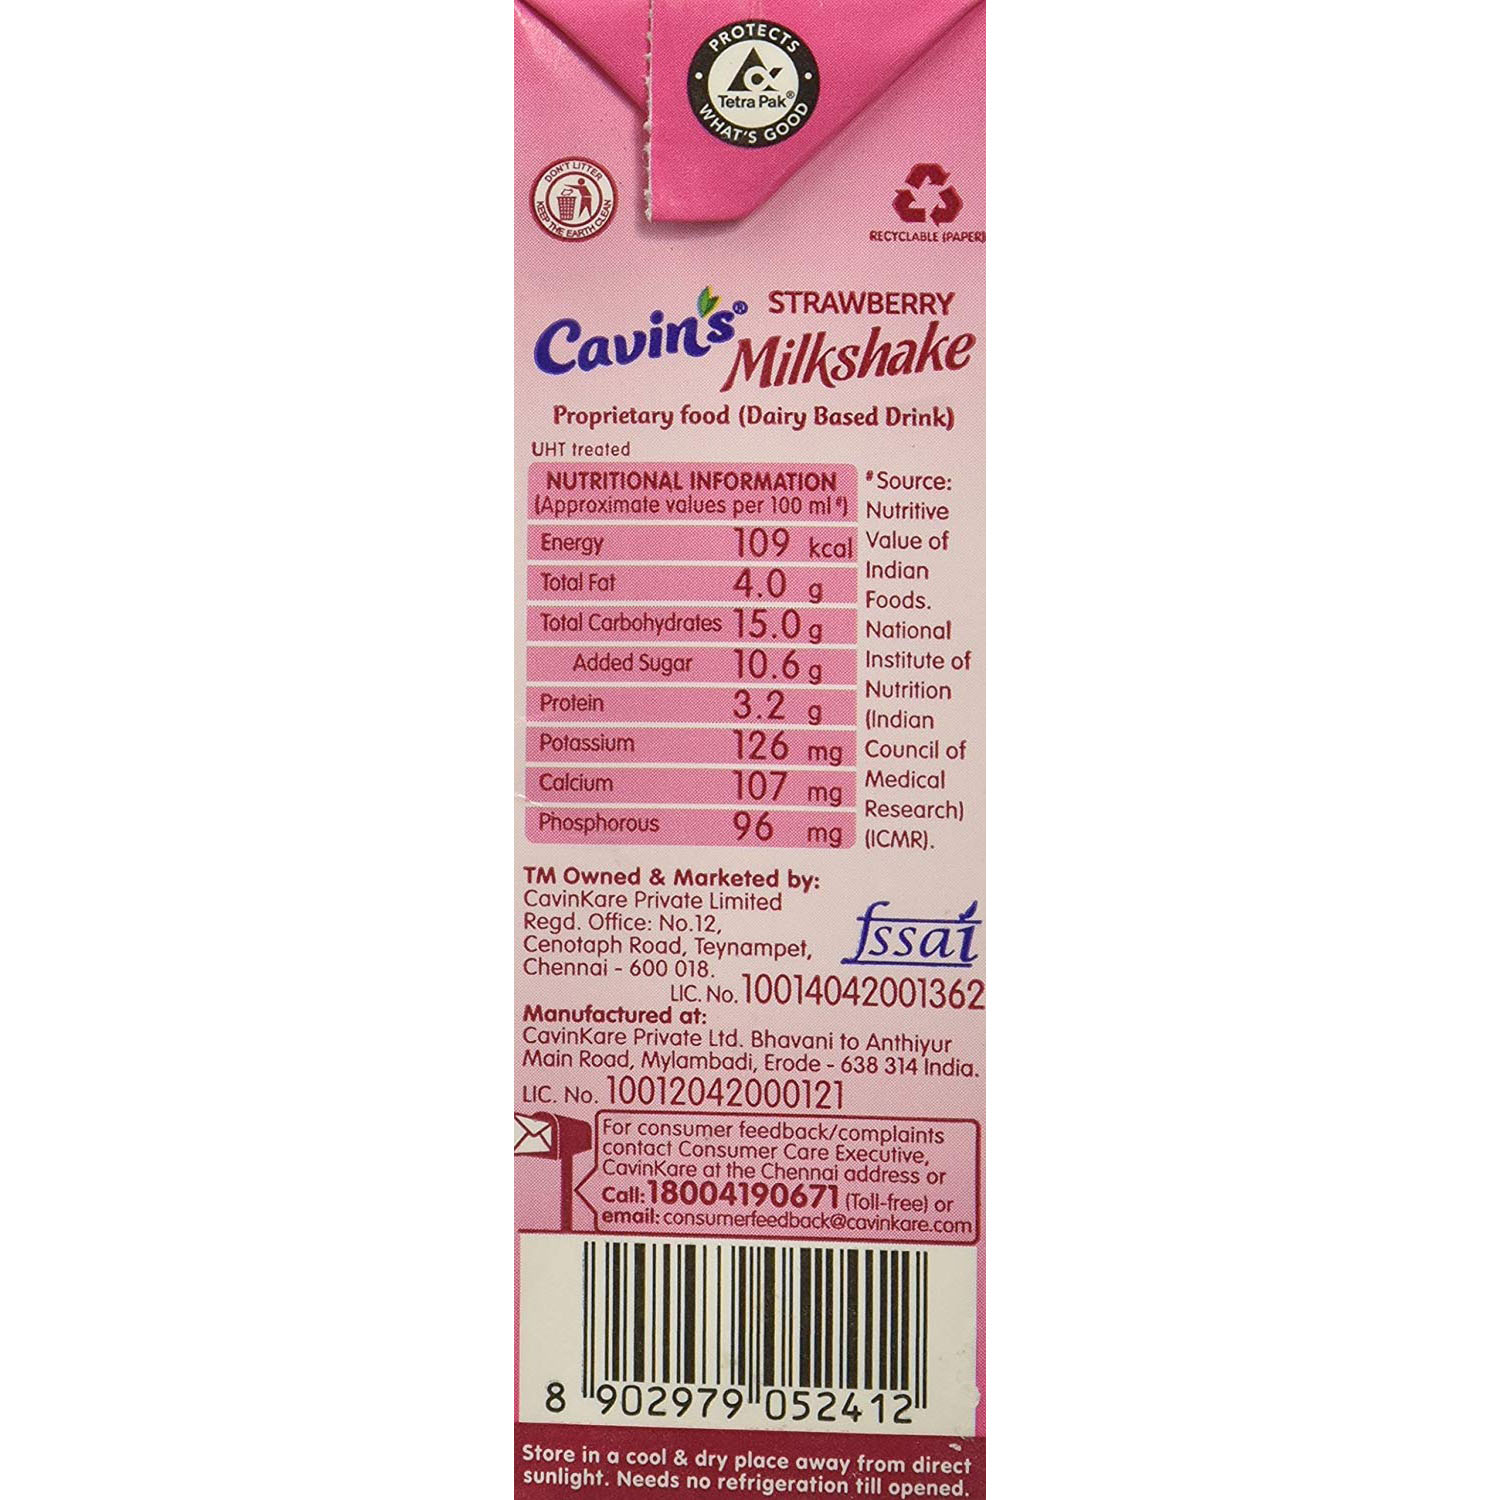 PROTECTS
Tetra Pak®
WHAT'S GOOD
DON'T LITTER
KEEP THE EARTH CLEAN
RECYCLABLE (PAPER)
Cavin's® STRAWBERRY
Milkshake
Proprietary food (Dairy Based Drink)
UHT treated
NUTRITIONAL INFORMATION
(Approximate values per 100 ml#)
Energy 109 kcal
Total Fat 4.0 g
Total Carbohydrates 15.0 g
Added Sugar 10.6 g
Protein 3.2 g
Potassium 126 mg
Calcium 107 mg
Phosphorous 96 mg
#Source:
Nutritive
Value of
Indian
Foods.
National
Institute of
Nutrition
(Indian
Council of
Medical
Research)
(ICMR).
TM Owned & Marketed by:
CavinKare Private Limited
Regd. Office: No.12,
Cenotaph Road, Teynampet,
Chennai - 600 018.
fssai
LIC. No. 10014042001362
Manufactured at:
CavinKare Private Ltd. Bhavani to Anthiyur
Main Road, Mylambadi, Erode - 638 314 India.
LIC. No. 10012042000121
For consumer feedback/complaints
contact Consumer Care Executive,
CavinKare at the Chennai address or
Call: 18004190671 (Toll-free) or
email: consumerfeedback@cavinkare.com
8 902979 052412
Store in a cool & dry place away from direct
sunlight. Needs no refrigeration till opened.